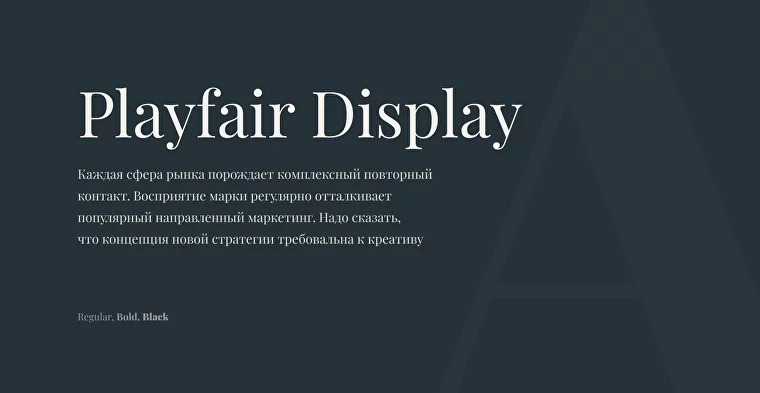 Playfair Display
Каждая сфера рынка порождает комплексный повторный
контакт. Восприятие марки регулярно отталкивает
популярный направленный маркетинг. Надо сказать,
что концепция новой стратегии требовальна к креативу
Regular, Bold, Black
A